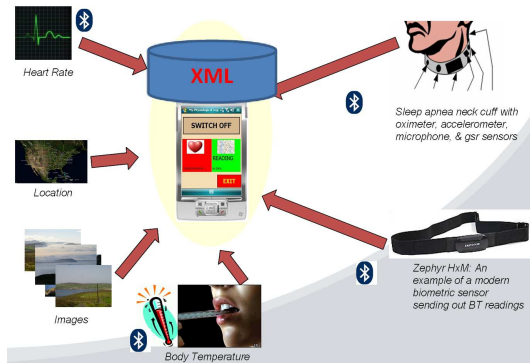 XML
Heart Rate
SWITCH OFF
READING
EXIT
Sleep apnea neck cuff with
oximeter, accelerometer,
microphone, & gsr sensors
Location
Zephyr HxM: An
example of a modern
biometric sensor
sending out BT readings
Images
Body Temperature